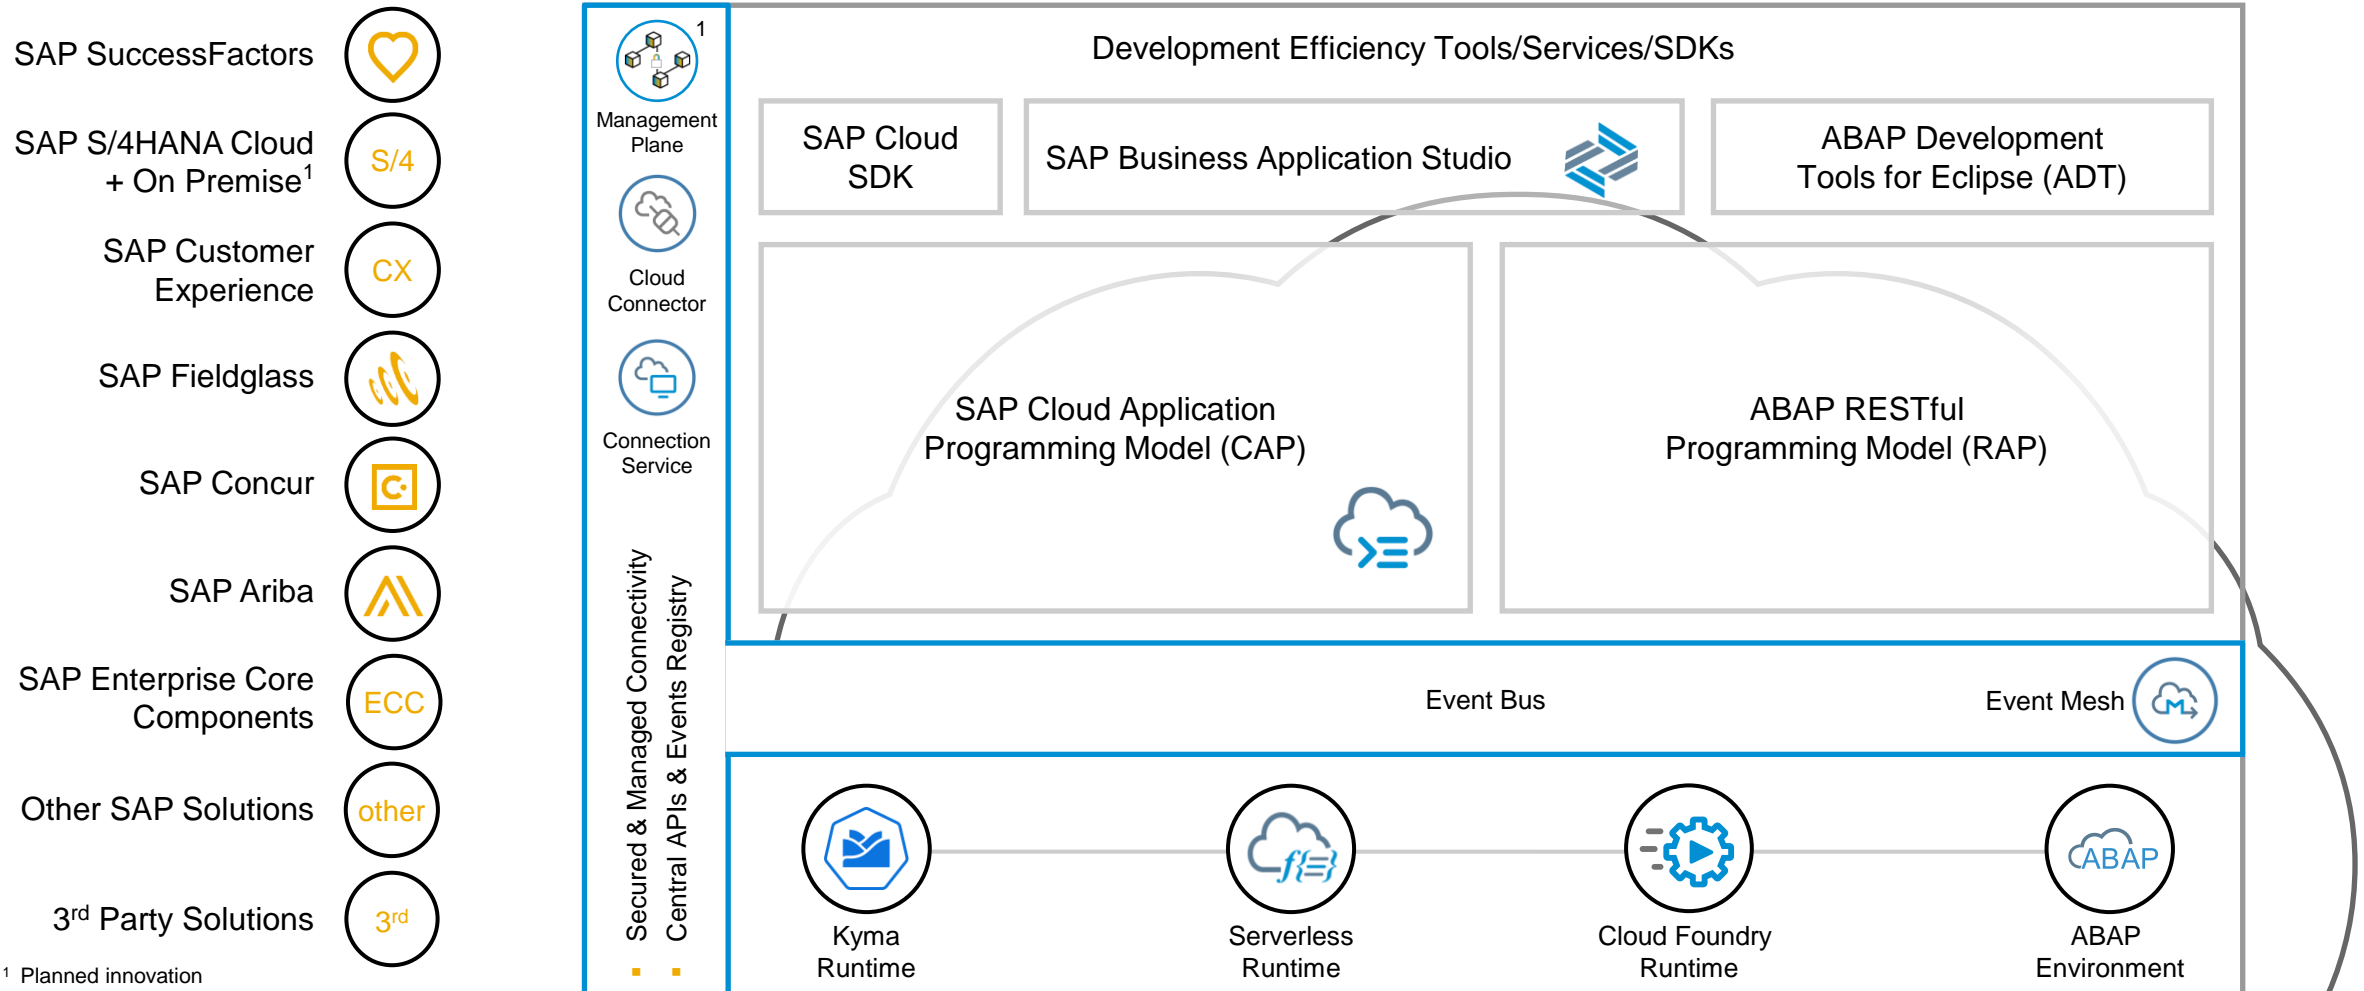 SAP SuccessFactors
SAP S/4HANA Cloud
+ On Premise¹
S/4
SAP Customer
Experience
CX
SAP Fieldglass
SAP Concur
C
SAP Ariba
SAP Enterprise Core
Components
ECC
Other SAP Solutions
other
3rd Party Solutions
3rd
¹ Planned innovation
1
Management
Plane
Cloud
Connector
Connection
Service
Secured & Managed Connectivity
Central APIs & Events Registry
Development Efficiency Tools/Services/SDKs
SAP Cloud
SDK
SAP Business Application Studio
ABAP Development
Tools for Eclipse (ADT)
SAP Cloud Application
Programming Model (CAP)
ABAP RESTful
Programming Model (RAP)
Event Bus
Event Mesh
M
Kyma
Runtime
f{=}
Serverless
Runtime
Cloud Foundry
Runtime
ABAP
ABAP
Environment